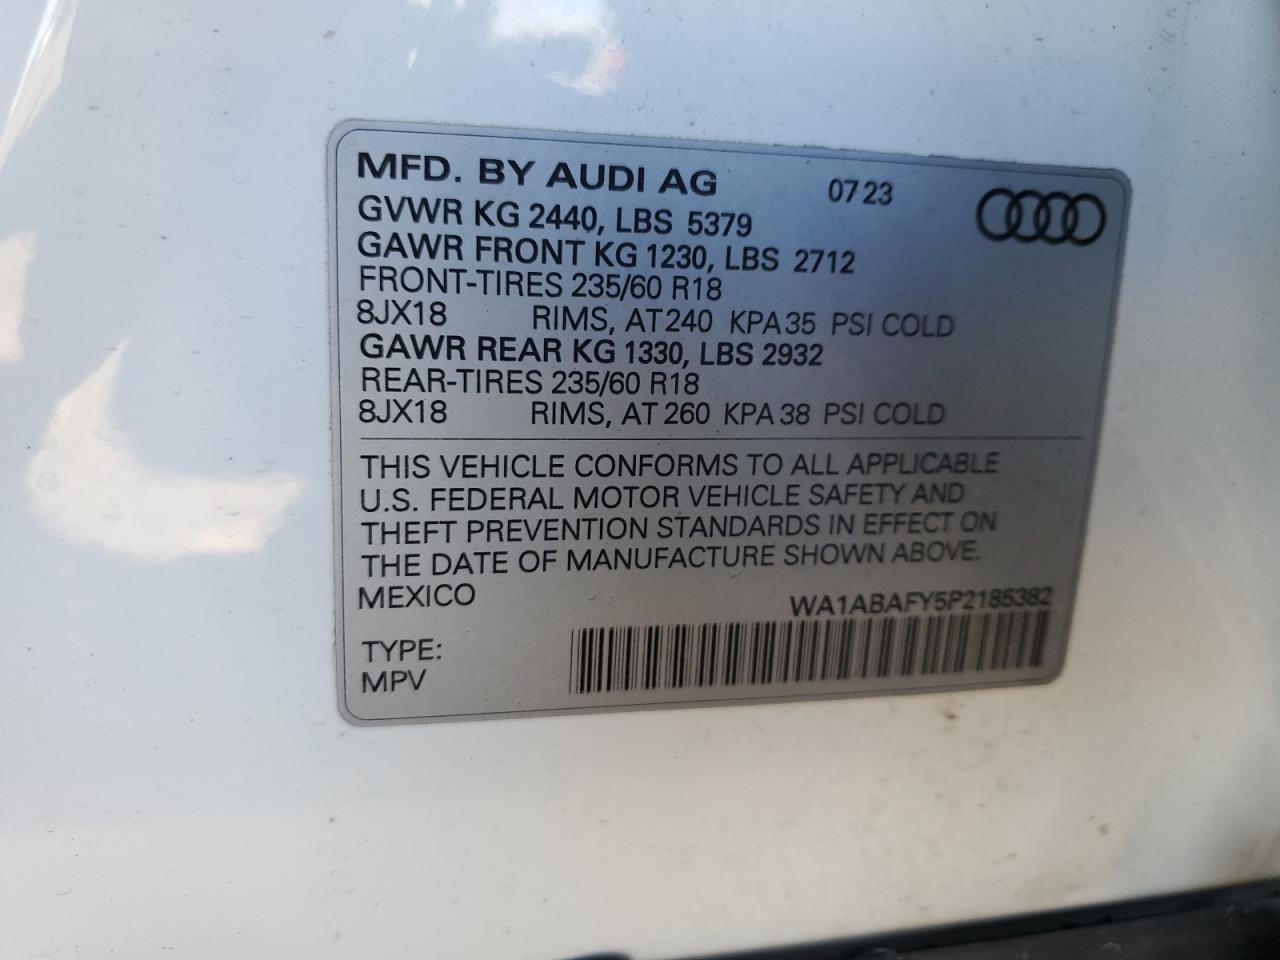 MFD. BY AUDI AG 07 23
GVWR KG 2440, LBS 5379
GAWR FRONT KG 1230, LBS 2712
FRONT-TIRES 235/60 R18
8JX18 RIMS, AT 240 KPA 35 PSI COLD
GAWR REAR KG 1330, LBS 2932
REAR-TIRES 235/60 R18
8JX18 RIMS, AT 260 KPA 38 PSI COLD
THIS VEHICLE CONFORMS TO ALL APPLICABLE
U.S. FEDERAL MOTOR VEHICLE SAFETY AND
THEFT PREVENTION STANDARDS IN EFFECT ON
THE DATE OF MANUFACTURE SHOWN ABOVE.
MEXICO WA1ABAFY5P2185382
TYPE:
MPV